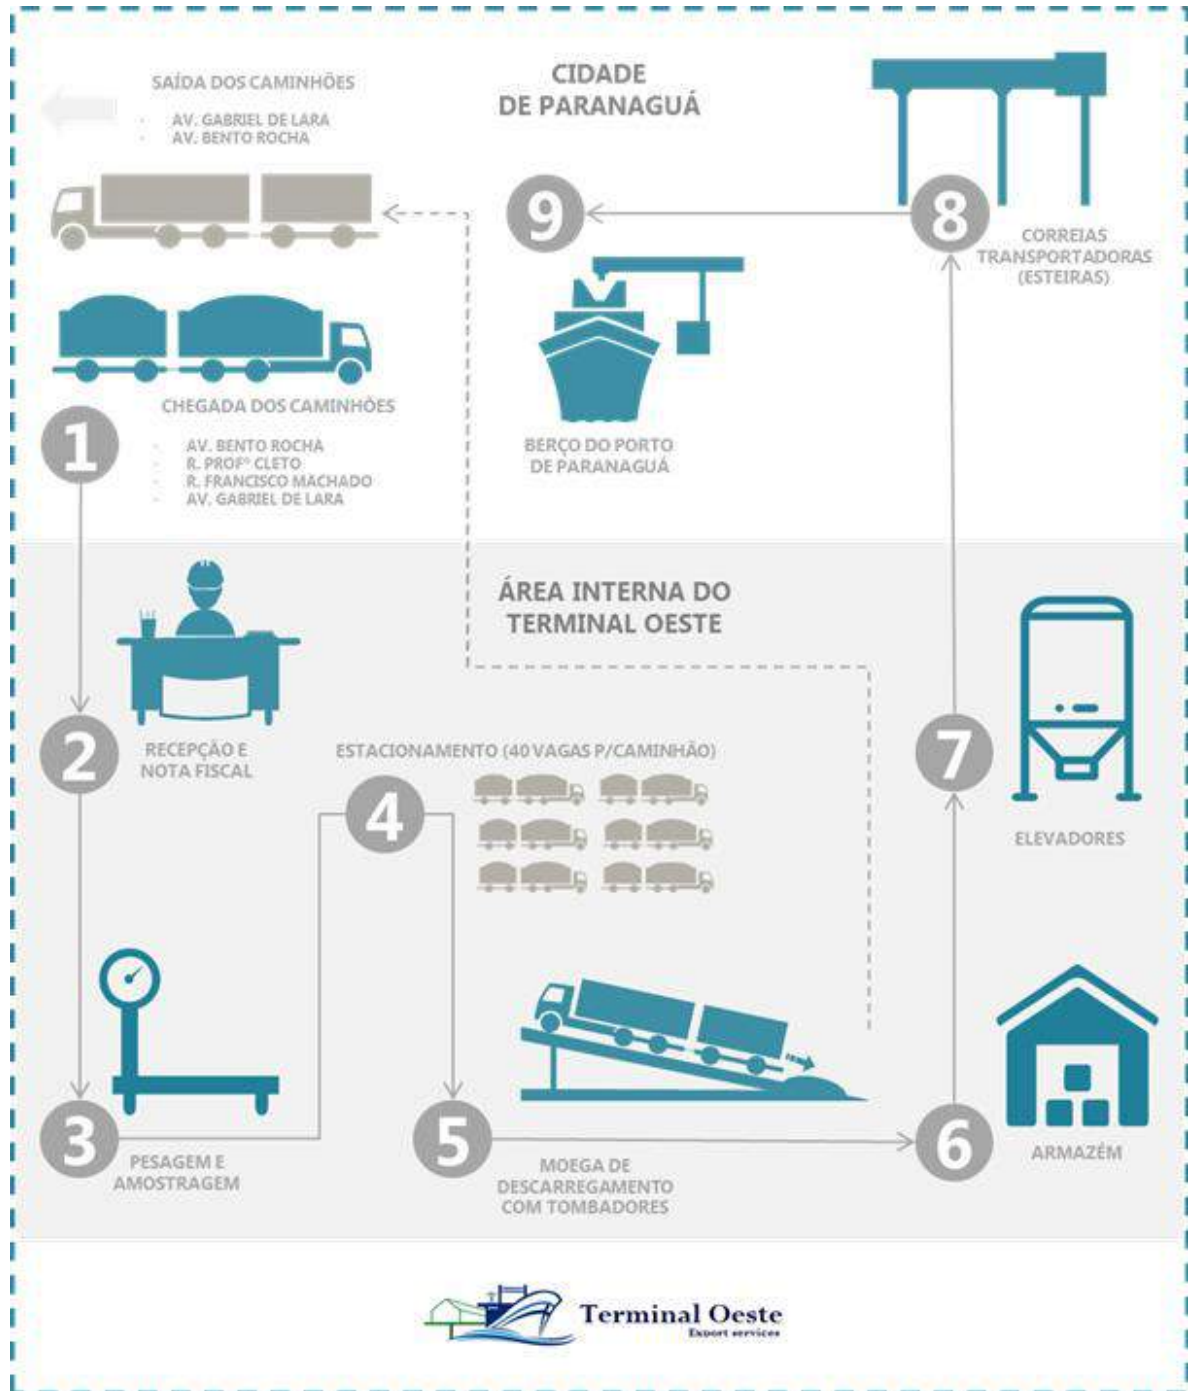 SAÍDA DOS CAMINHÕES
AV. GABRIEL DE LARA
AV. BENTO ROCHA
CIDADE
DE PARANAGUÁ
9
8
CORREIAS
TRANSPORTADORAS
(ESTEIRAS)
1
CHEGADA DOS CAMINHÕES
AV. BENTO ROCHA
R. PROFº CLETO
R. FRANCISCO MACHADO
AV. GABRIEL DE LARA
BERÇO DO PORTO
DE PARANAGUÁ
ÁREA INTERNA DO
TERMINAL OESTE
2
RECEPÇÃO E
NOTA FISCAL
ESTACIONAMENTO (40 VAGAS P/CAMINHÃO)
4
7
ELEVADORES
3
PESAGEM E
AMOSTRAGEM
5
MOEGA DE
DESCARREGAMENTO
COM TOMBADORES
6
ARMAZÉM
Terminal Oeste
Export services